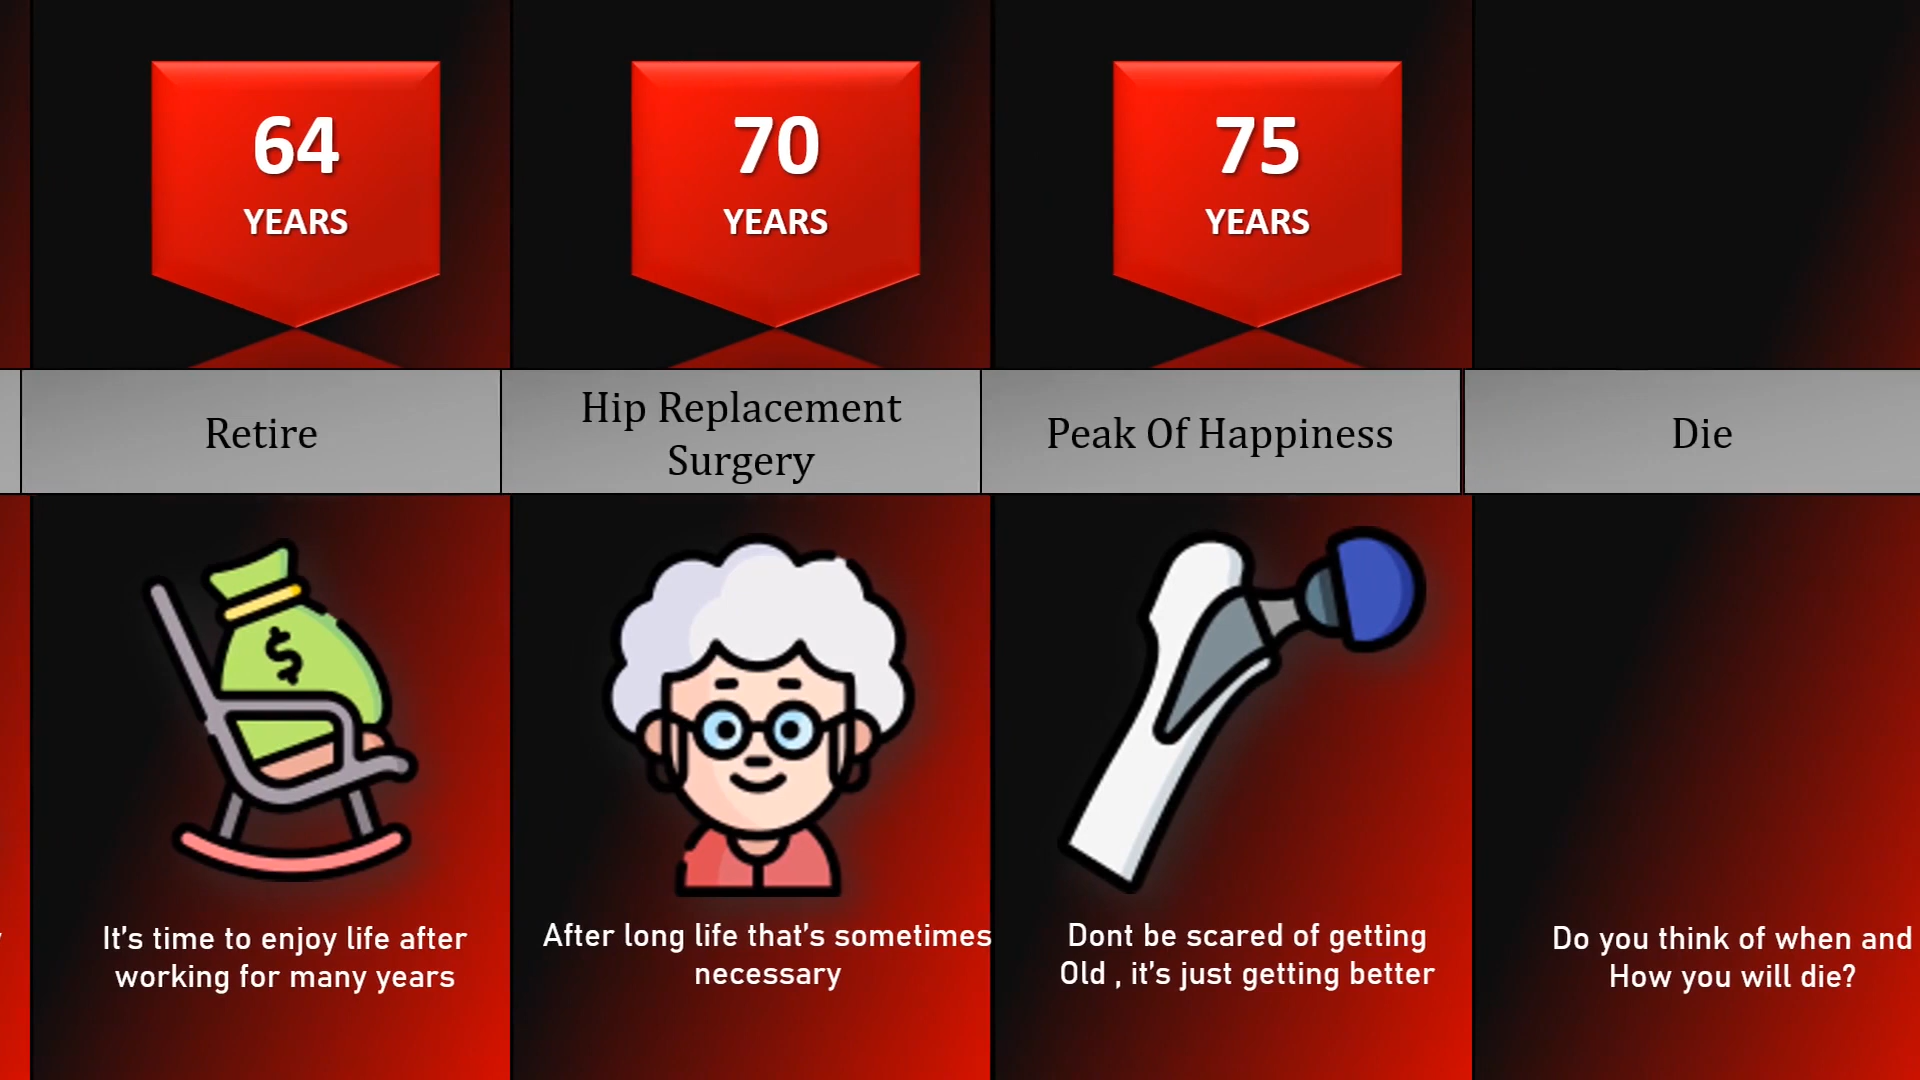 64
YEARS
70
YEARS
75
YEARS
Retire
Hip Replacement
Surgery
Peak Of Happiness
Die
$
It's time to enjoy life after
working for many years
After long life that's sometimes
necessary
Dont be scared of getting
Old , it's just getting better
Do you think of when and
How you will die?